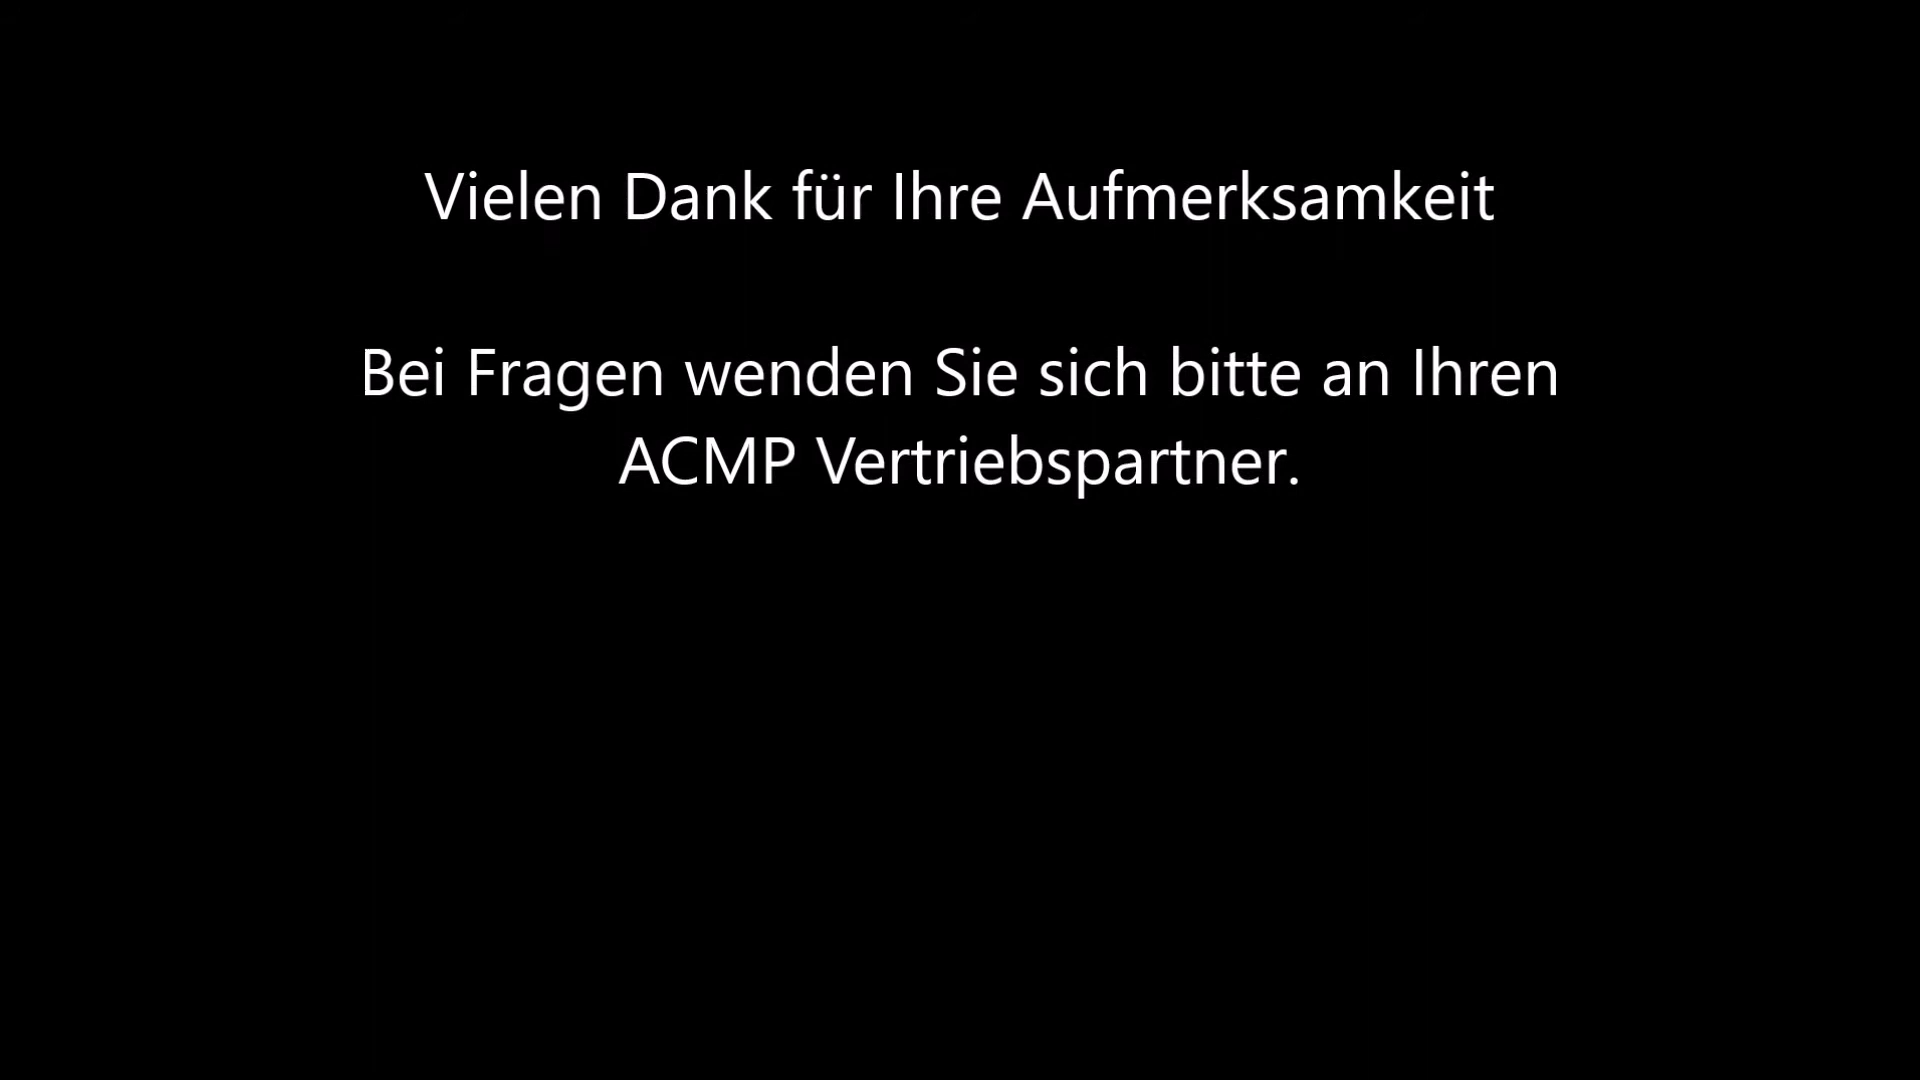 Vielen Dank für Ihre Aufmerksamkeit
Bei Fragen wenden Sie sich bitte an Ihren
ACMP Vertriebspartner.